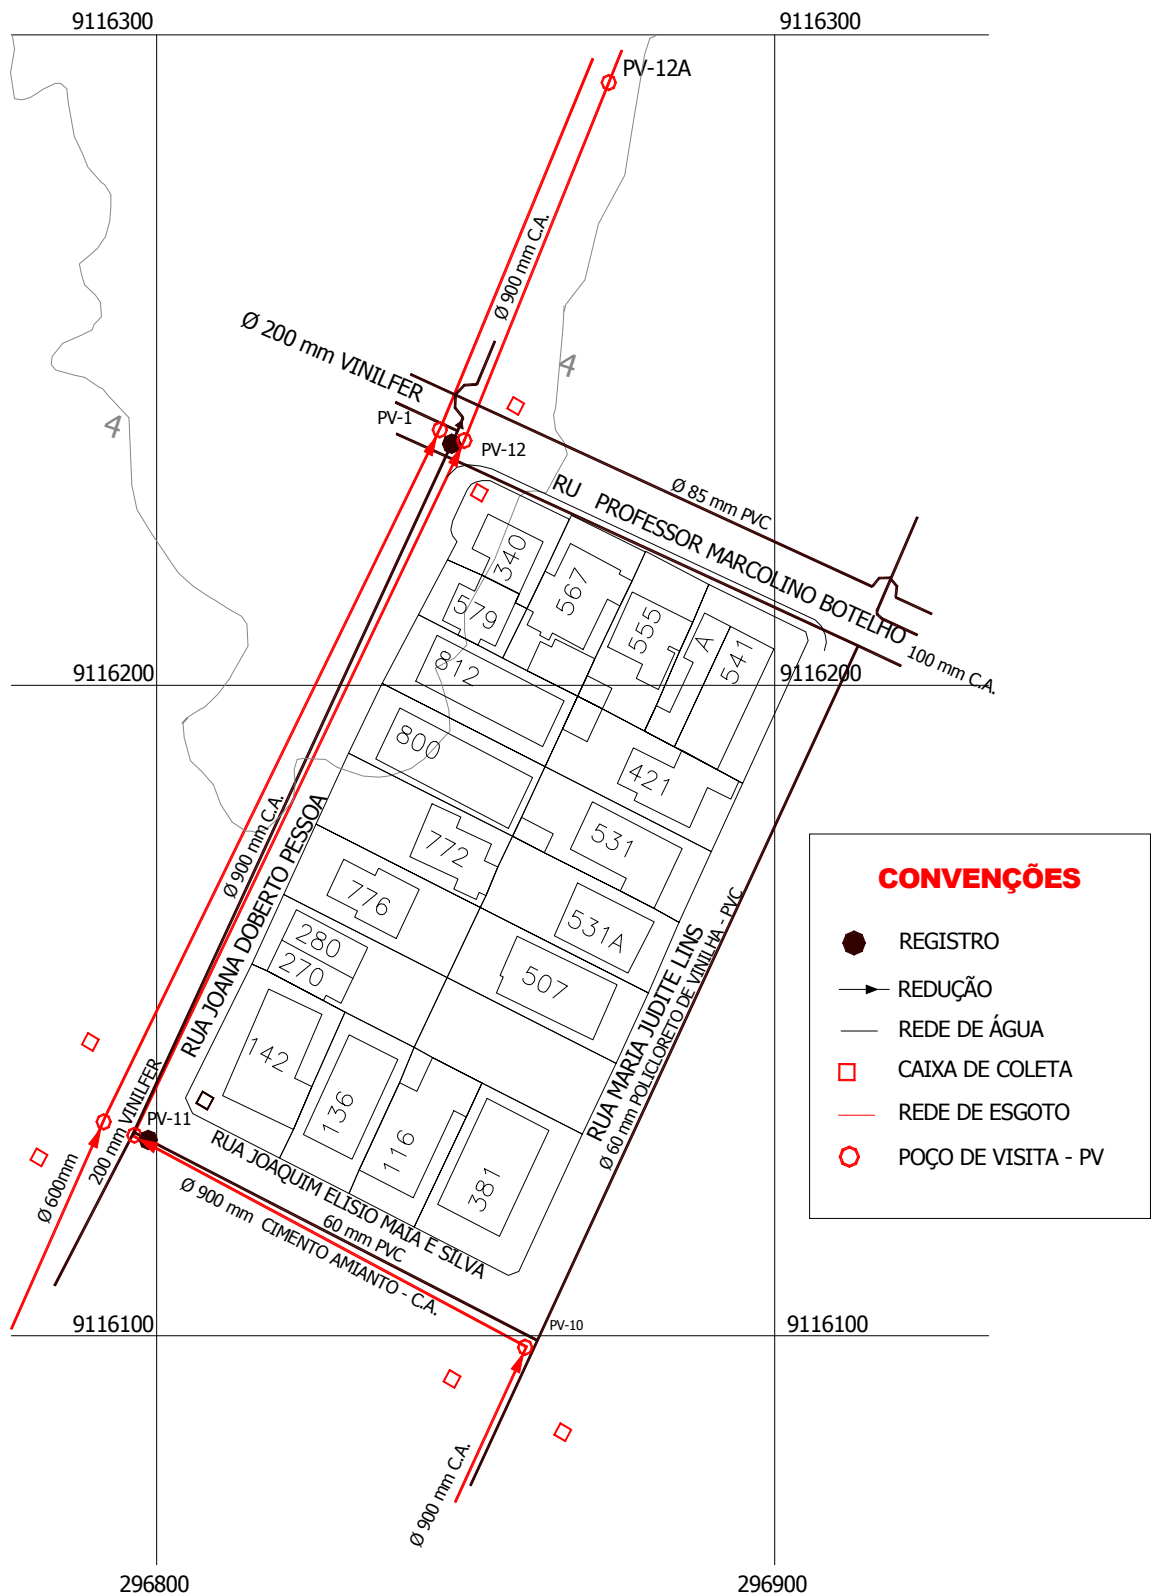 9116300
9116300
PV-12A
Ø 900 mm C.A.
Ø 200 mm VINILFER
4
4
PV-1
PV-12
Ø 85 mm PVC
RU PROFESSOR MARCOLINO BOTELHO
100 mm C.A.
340
567
579
555
A
541
812
9116200
9116200
800
421
531
772
776
531A
280
270
507
142
136
116
381
Ø 900 mm C.A.
RUA JOANA DOBERTO PESSOA
RUA MARIA JUDITE LINS
Ø 60 mm POLICLORETO DE VINILHA - PVC
CONVENÇÕES
REGISTRO
REDUÇÃO
REDE DE ÁGUA
CAIXA DE COLETA
REDE DE ESGOTO
POÇO DE VISITA - PV
200 mm VINILFER
PV-11
Ø 600mm
RUA JOAQUIM ELISIO MAIA E SILVA
60 mm PVC
Ø 900 mm CIMENTO AMIANTO - C.A.
9116100
PV-10
9116100
Ø 900 mm C.A.
296800
296900